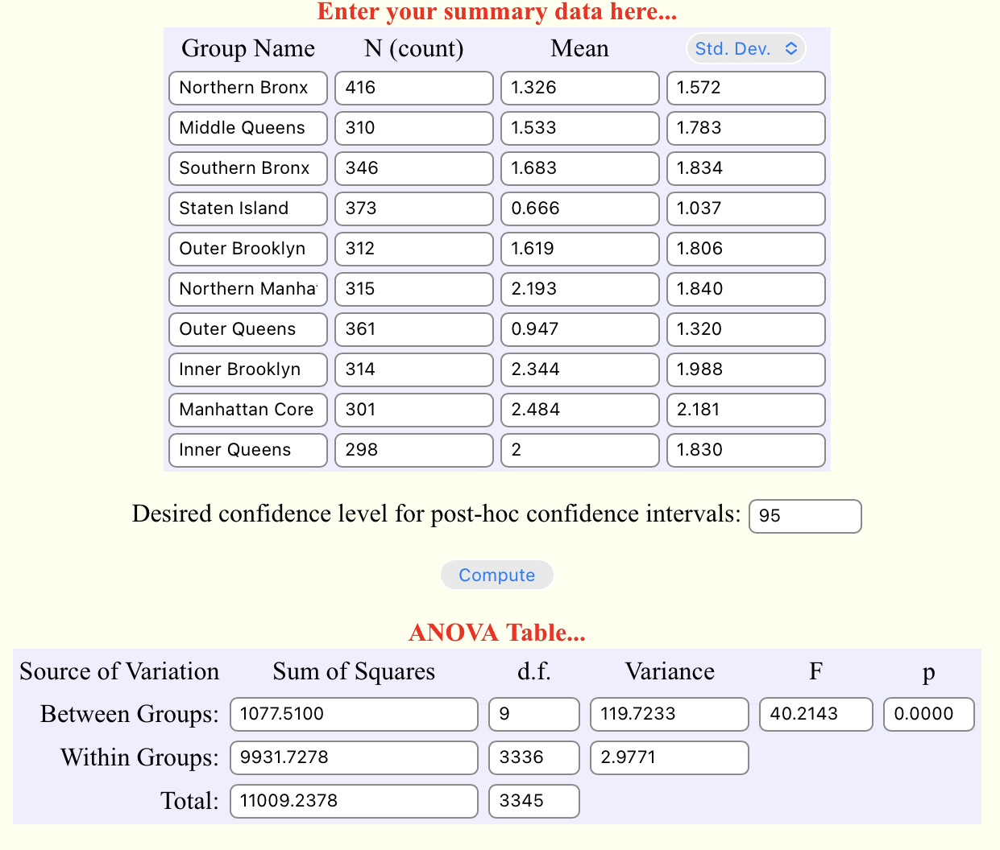 Enter your summary data here...
Group Name N (count) Mean Std. Dev.
Northern Bronx 416 1.326 1.572
Middle Queens 310 1.533 1.783
Southern Bronx 346 1.683 1.834
Staten Island 373 0.666 1.037
Outer Brooklyn 312 1.619 1.806
Northern Manha 315 2.193 1.840
Outer Queens 361 0.947 1.320
Inner Brooklyn 314 2.344 1.988
Manhattan Core 301 2.484 2.181
Inner Queens 298 2 1.830
Desired confidence level for post-hoc confidence intervals: 95
Compute
ANOVA Table...
Source of Variation Sum of Squares d.f. Variance F p
Between Groups: 1077.5100 9 119.7233 40.2143 0.0000
Within Groups: 9931.7278 3336 2.9771
Total: 11009.2378 3345